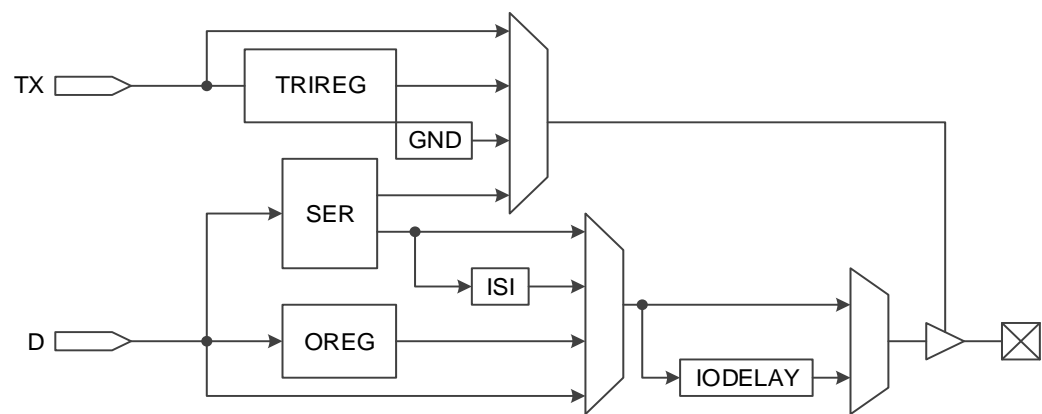 TX
TRIREG
GND
SER
ISI
D
OREG
IODELAY